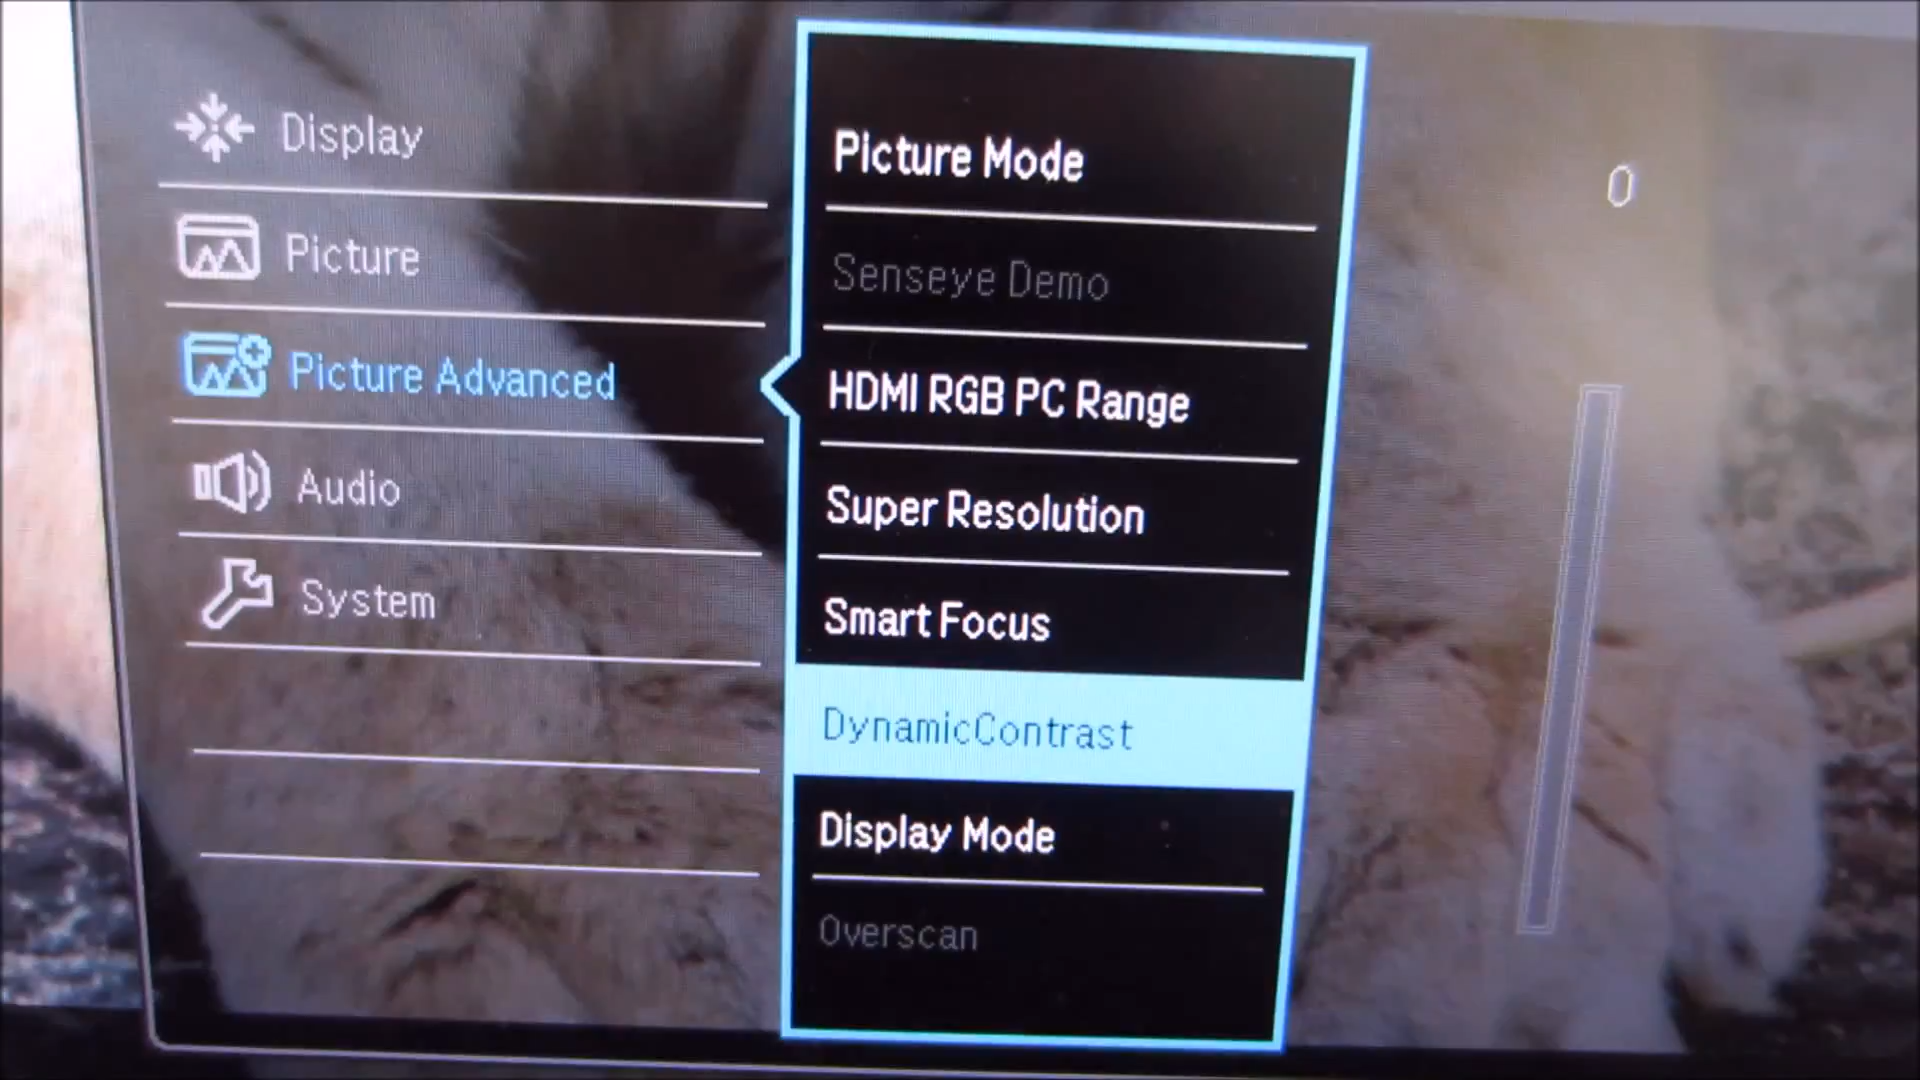 Display
Picture
Picture Advanced
Audio
System
Picture Mode
Senseye Demo
HDMI RGB PC Range
Super Resolution
Smart Focus
DynamicContrast
Display Mode
Overscan
0